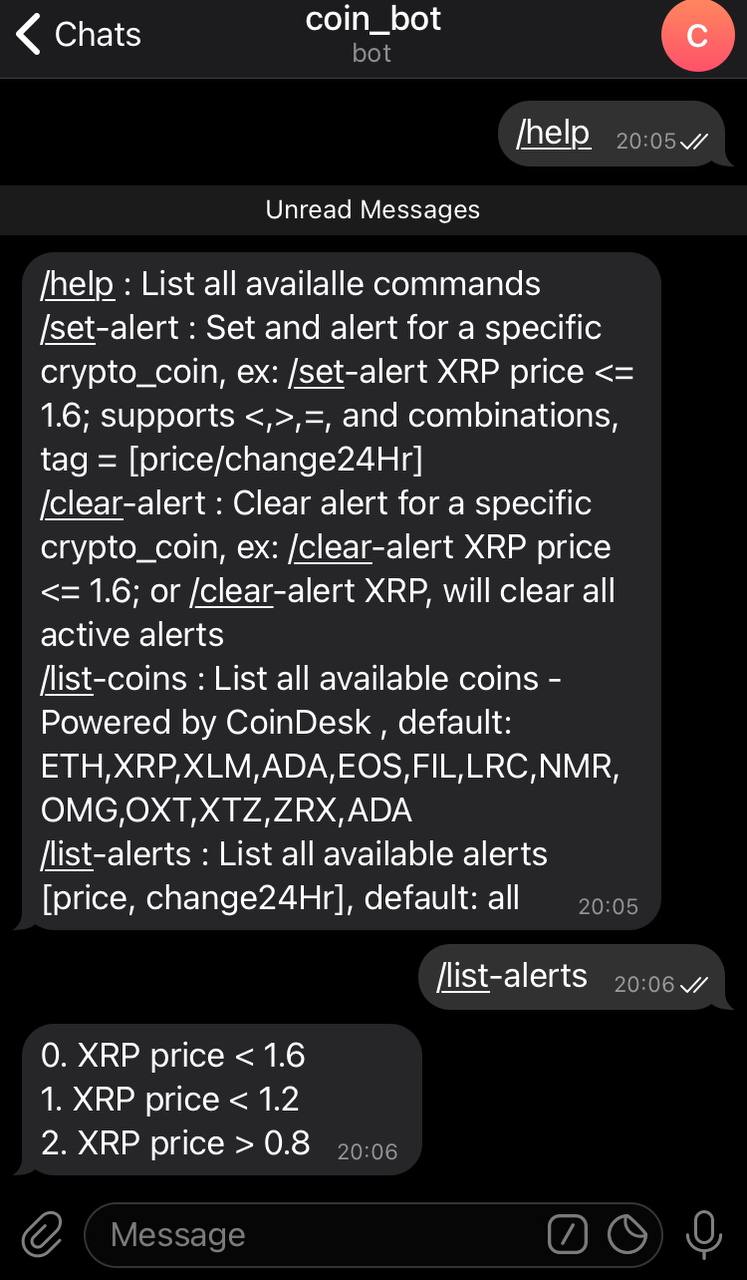 Chats
coin_bot
bot
C
/help 20:05
Unread Messages
/help : List all availalle commands
/set-alert : Set and alert for a specific
crypto_coin, ex: /set-alert XRP price <=
1.6; supports <,>,=, and combinations,
tag = [price/change24Hr]
/clear-alert : Clear alert for a specific
crypto_coin, ex: /clear-alert XRP price
<= 1.6; or /clear-alert XRP, will clear all
active alerts
/list-coins : List all available coins -
Powered by CoinDesk , default:
ETH,XRP,XLM,ADA,EOS,FIL,LRC,NMR,
OMG,OXT,XTZ,ZRX,ADA
/list-alerts : List all available alerts
[price, change24Hr], default: all 20:05
/list-alerts 20:06
0. XRP price < 1.6
1. XRP price < 1.2
2. XRP price > 0.8 20:06
Message